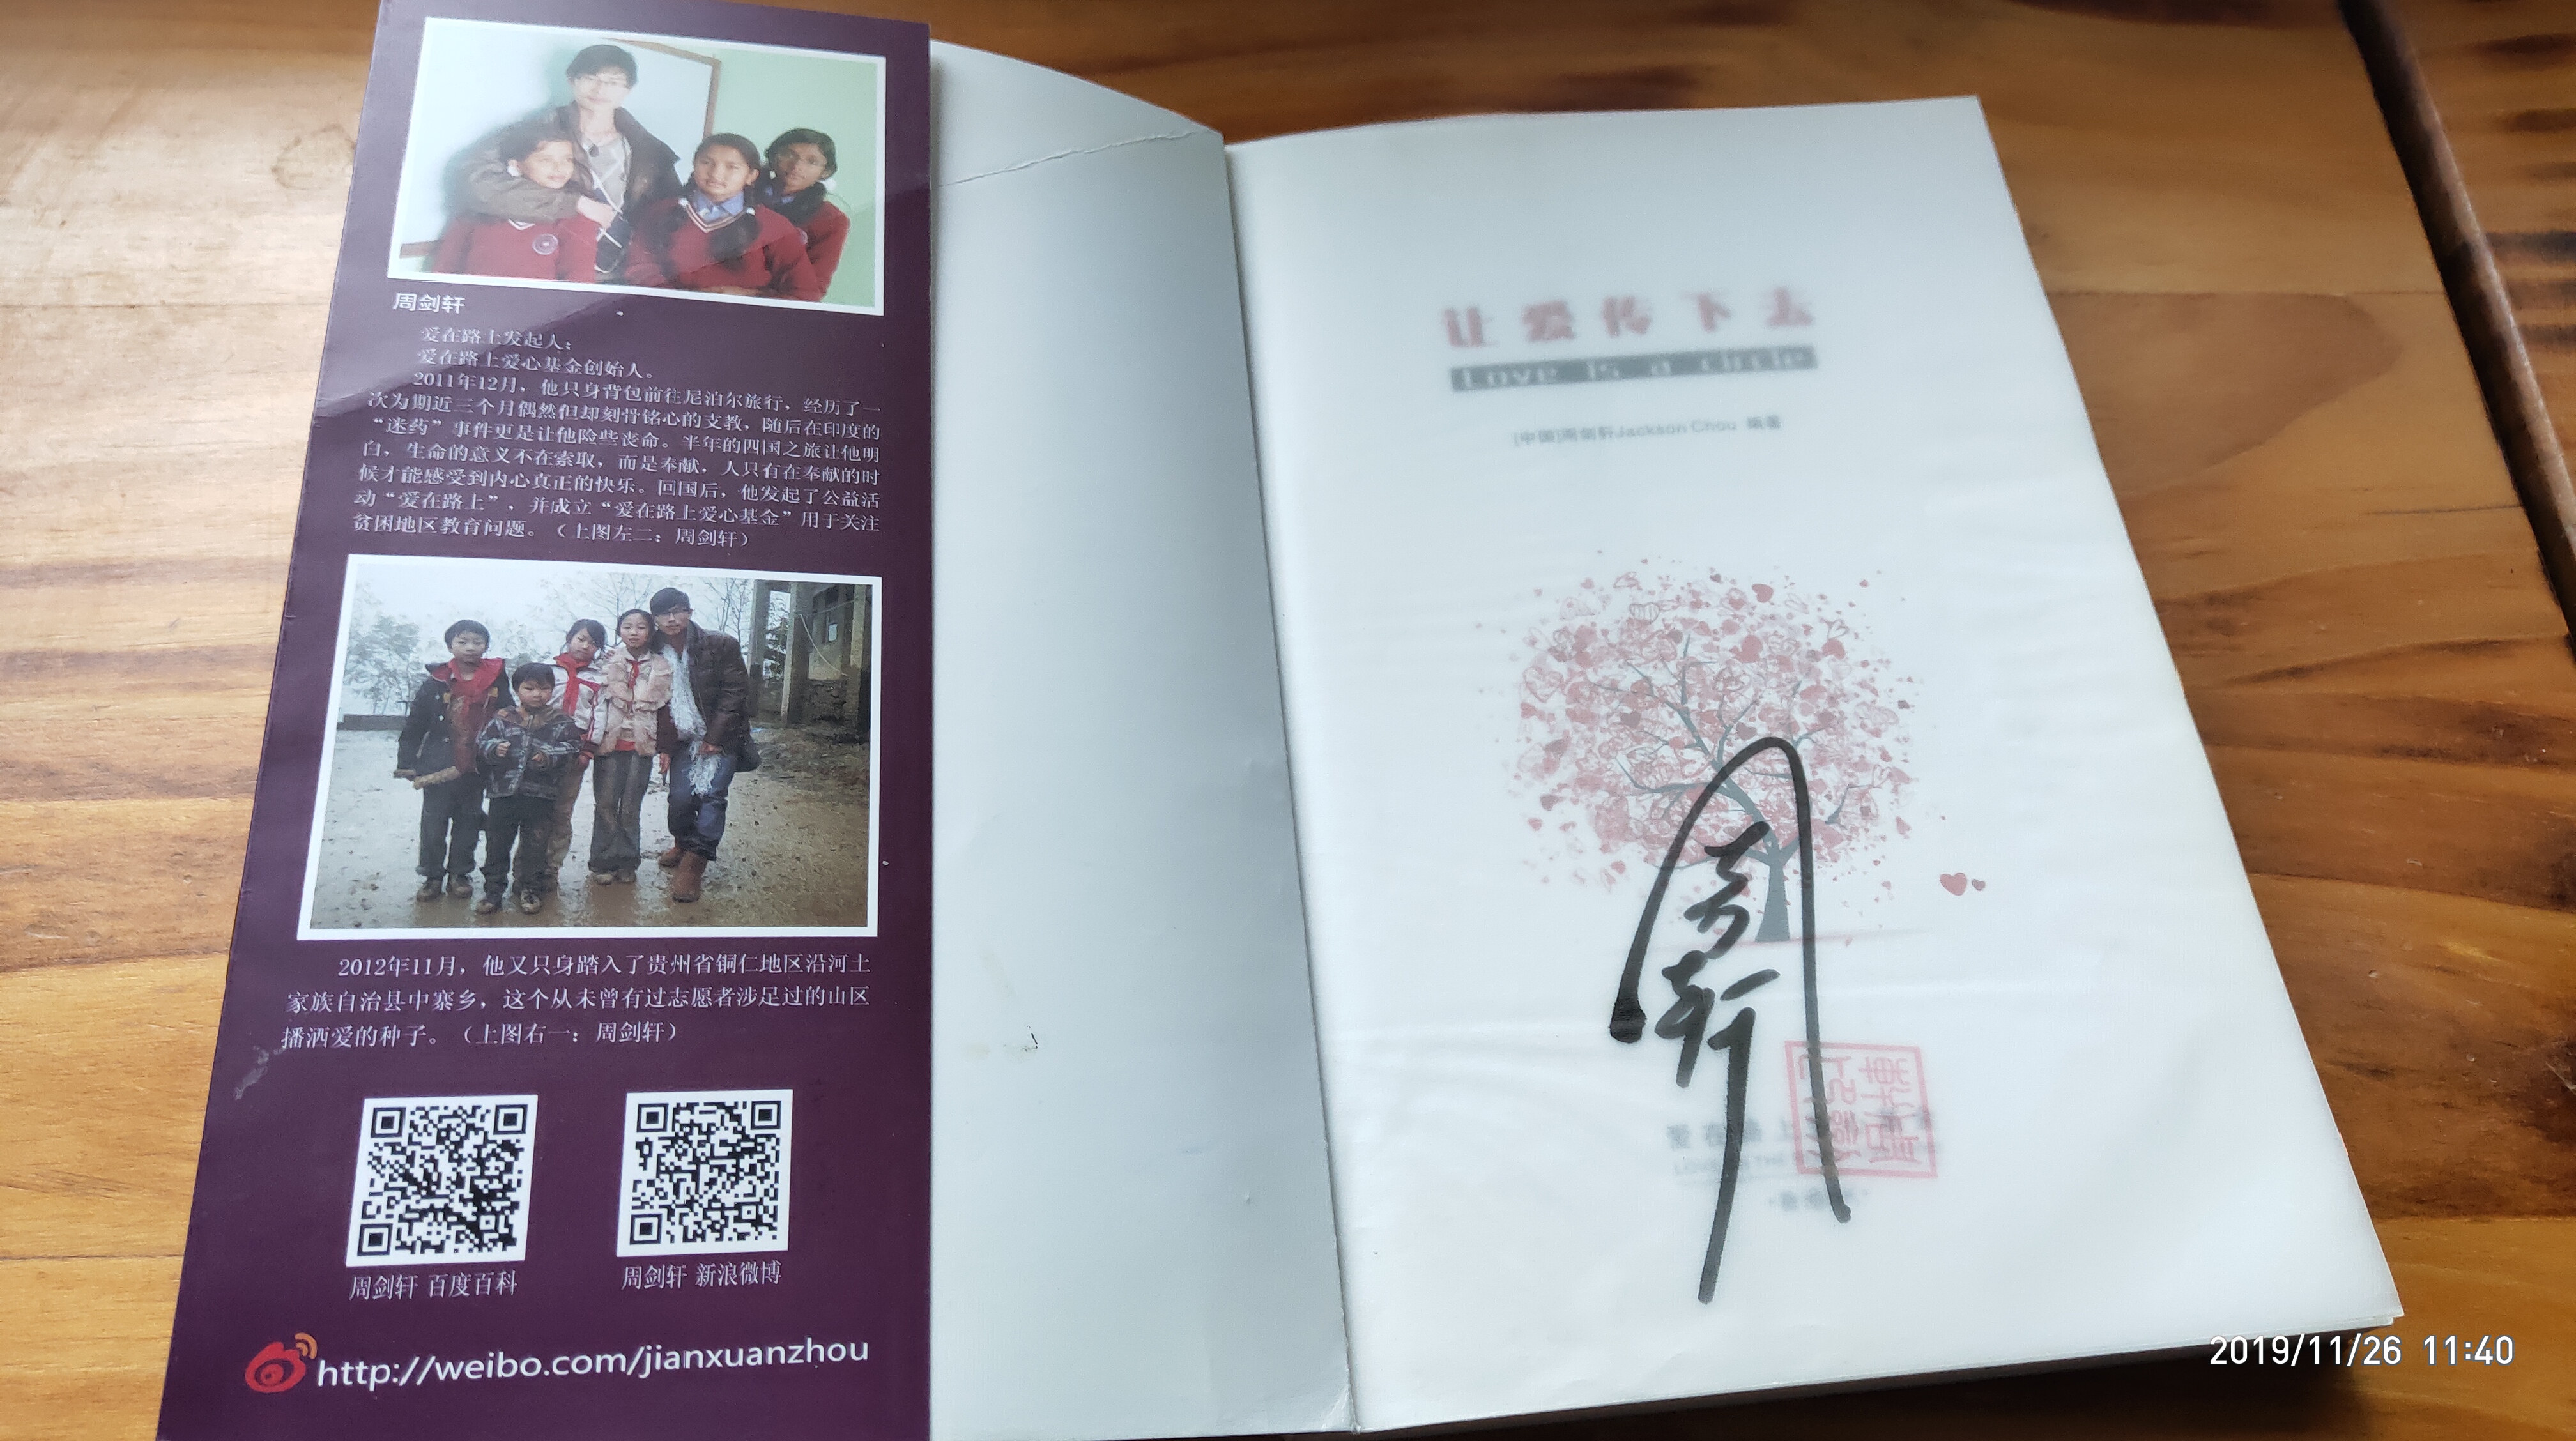 周剑轩
爱在路上发起人；
爱在路上爱心基金创始人。
2011年12月，他只身背包前往尼泊尔旅行，经历了一
次为期近三个月偶然但却刻骨铭心的支教，随后在印度的
“迷药”事件更是让他险些丧命。半年的四国之旅让他明
白，生命的意义不在索取，而是奉献，人只有在奉献的时
候才能感受到内心真正的快乐。回国后，他发起了公益活
动“爱在路上”，并成立“爱在路上爱心基金”用于关注
贫困地区教育问题。（上图左二：周剑轩）
2012年11月，他又只身踏入了贵州省铜仁地区沿河土
家族自治县中寨乡，这个从未曾有过志愿者涉足过的山区
播洒爱的种子。（上图右一：周剑轩）
周剑轩 百度百科
周剑轩 新浪微博
http://weibo.com/jianxuanzhou
让爱传下去
Love is a circle
[中国]周剑轩Jackson Chou 编著
周轩
2019/11/26 11:40